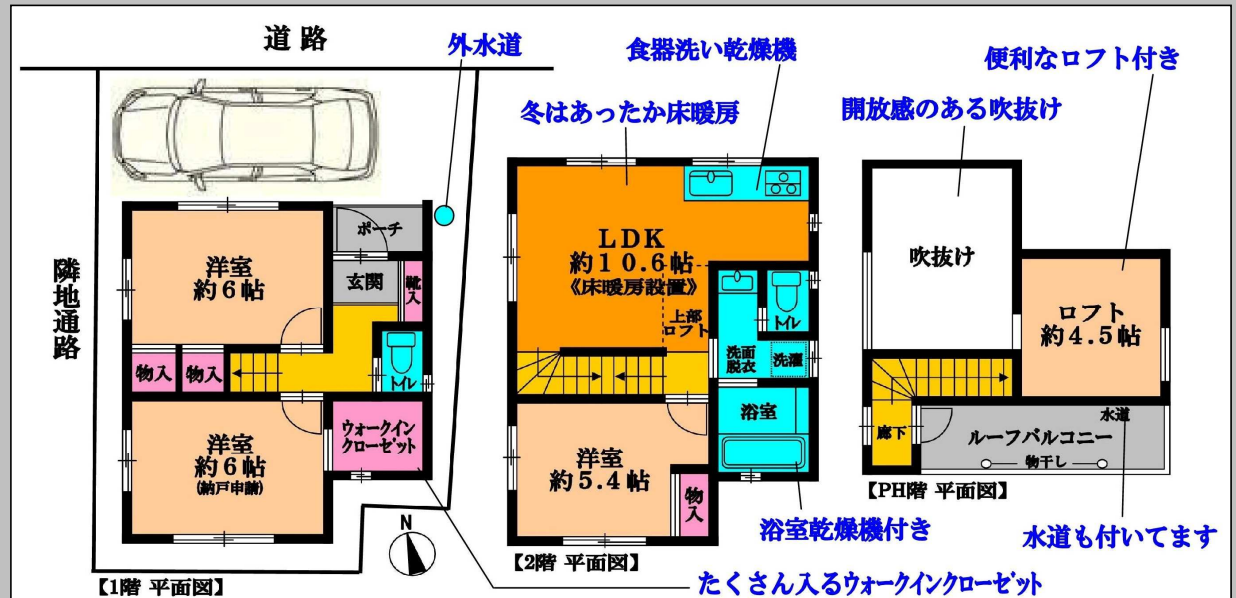 道路
外水道
食器洗い乾燥機
便利なロフト付き
冬はあったか床暖房
開放感のある吹抜け
隣地通路
ポーチ
洋室
約6帖
玄関
靴入
物入
物入
トイレ
洋室
約6帖
(納戸申請)
ウォークイン
クローゼット
N
【1階 平面図】
LDK
約10.6帖
《床暖房設置》
上部
ロフト
トイレ
洗面
脱衣
洗濯
浴室
洋室
約5.4帖
物入
【2階 平面図】
浴室乾燥機付き
たくさん入るウォークインクローゼット
吹抜け
ロフト
約4.5帖
廊下
水道
ルーフバルコニー
物干し
【PH階 平面図】
水道も付いてます